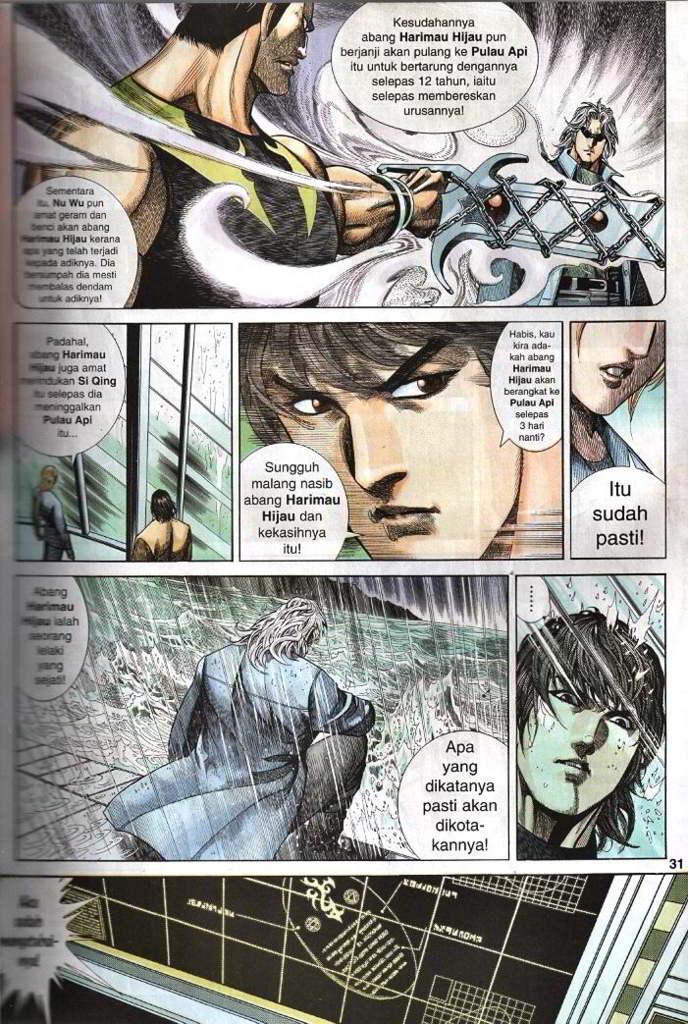 Kesudahannya
abang Harimau Hijau pun
berjanji akan pulang ke Pulau Api
itu untuk bertarung dengannya
selepas 12 tahun, iaitu
selepas membereskan
urusannya!
Sementara
itu, Nu Wu pun
amat geram dan
benci akan abang
Harimau Hijau kerana
apa yang telah terjadi
kepada adiknya. Dia
bersumpah dia mesti
membalas dendam
untuk adiknya!
Padahal,
abang Harimau
Hijau juga amat
merindukan Si Qing
itu selepas dia
meninggalkan
Pulau Api
itu...
Sungguh
malang nasib
abang Harimau
Hijau dan
kekasihnya
itu!
Habis, kau
kira ada-
kah abang
Harimau
Hijau akan
berangkat ke
Pulau Api
selepas
3 hari
nanti?
Itu
sudah
pasti!
Abang
Harimau
Hijau ialah
seorang
lelaki
yang
sejati!
Apa
yang
dikatanya
pasti akan
dikota-
kannya!
......
31
Aku
sudah